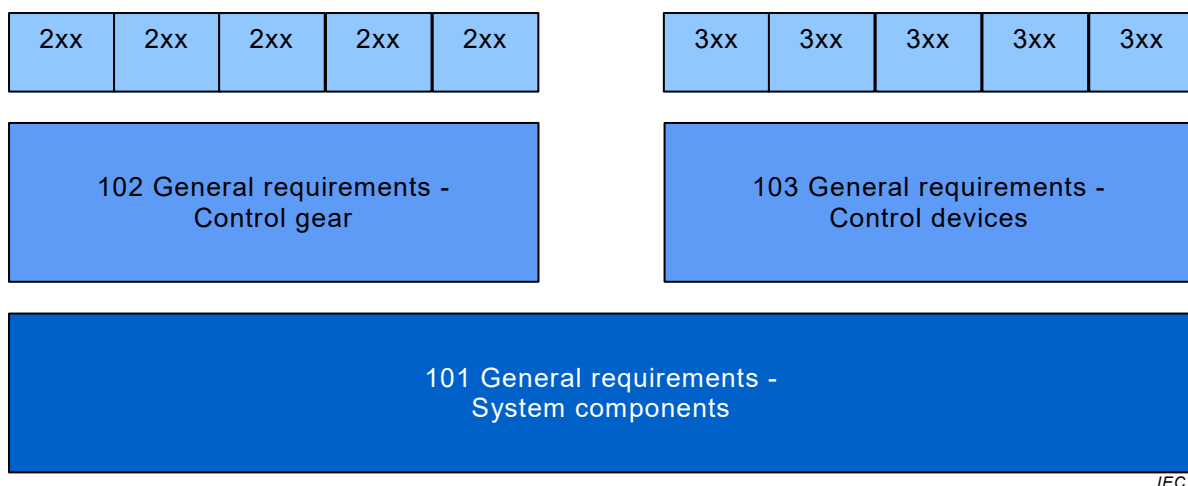 2xx 2xx 2xx 2xx 2xx 3xx 3xx 3xx 3xx 3xx
102 General requirements -
Control gear
103 General requirements -
Control devices
101 General requirements -
System components
IEC